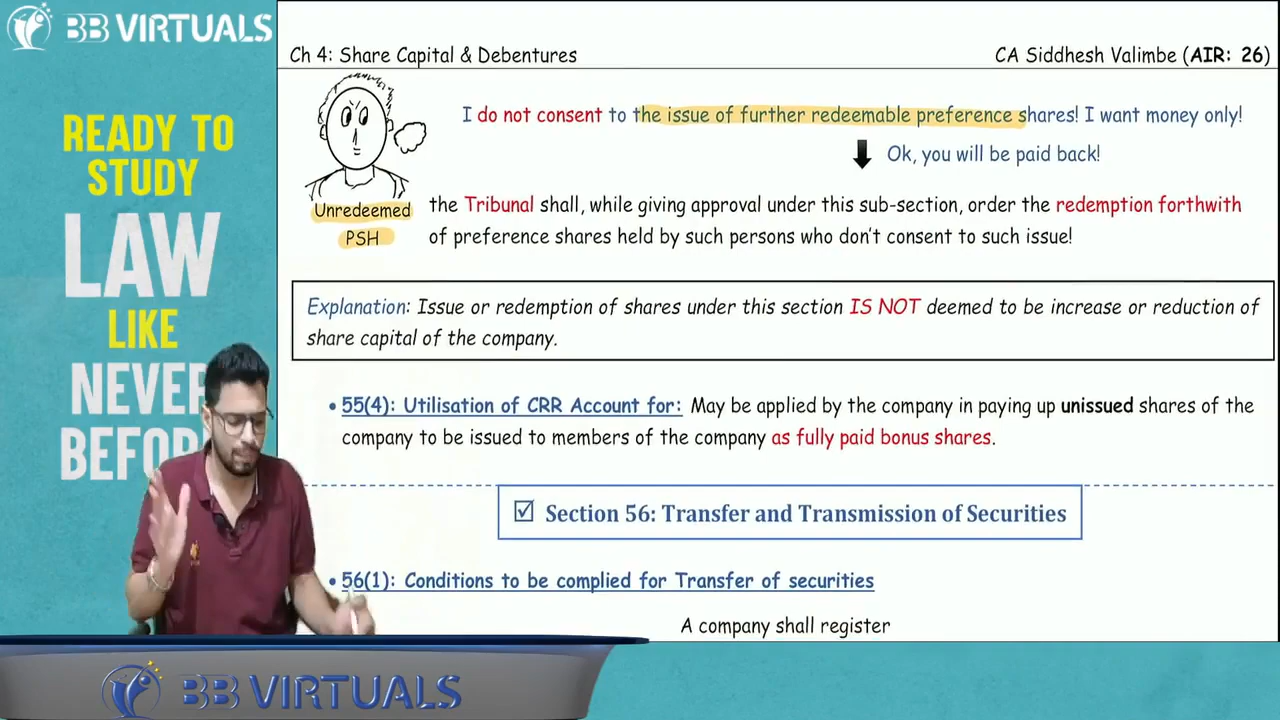 BB VIRTUALS
READY TO
STUDY
LAW
LIKE
NEVER
BEFOR
Ch 4: Share Capital & Debentures
CA Siddhesh Valimbe (AIR: 26)
I do not consent to the issue of further redeemable preference shares! I want money only!
Ok, you will be paid back!
Unredeemed
PSH
the Tribunal shall, while giving approval under this sub-section, order the redemption forthwith
of preference shares held by such persons who don't consent to such issue!
Explanation: Issue or redemption of shares under this section IS NOT deemed to be increase or reduction of
share capital of the company.
• 55(4): Utilisation of CRR Account for: May be applied by the company in paying up unissued shares of the
company to be issued to members of the company as fully paid bonus shares.
☑ Section 56: Transfer and Transmission of Securities
• 56(1): Conditions to be complied for Transfer of securities
A company shall register
BB VIRTUALS